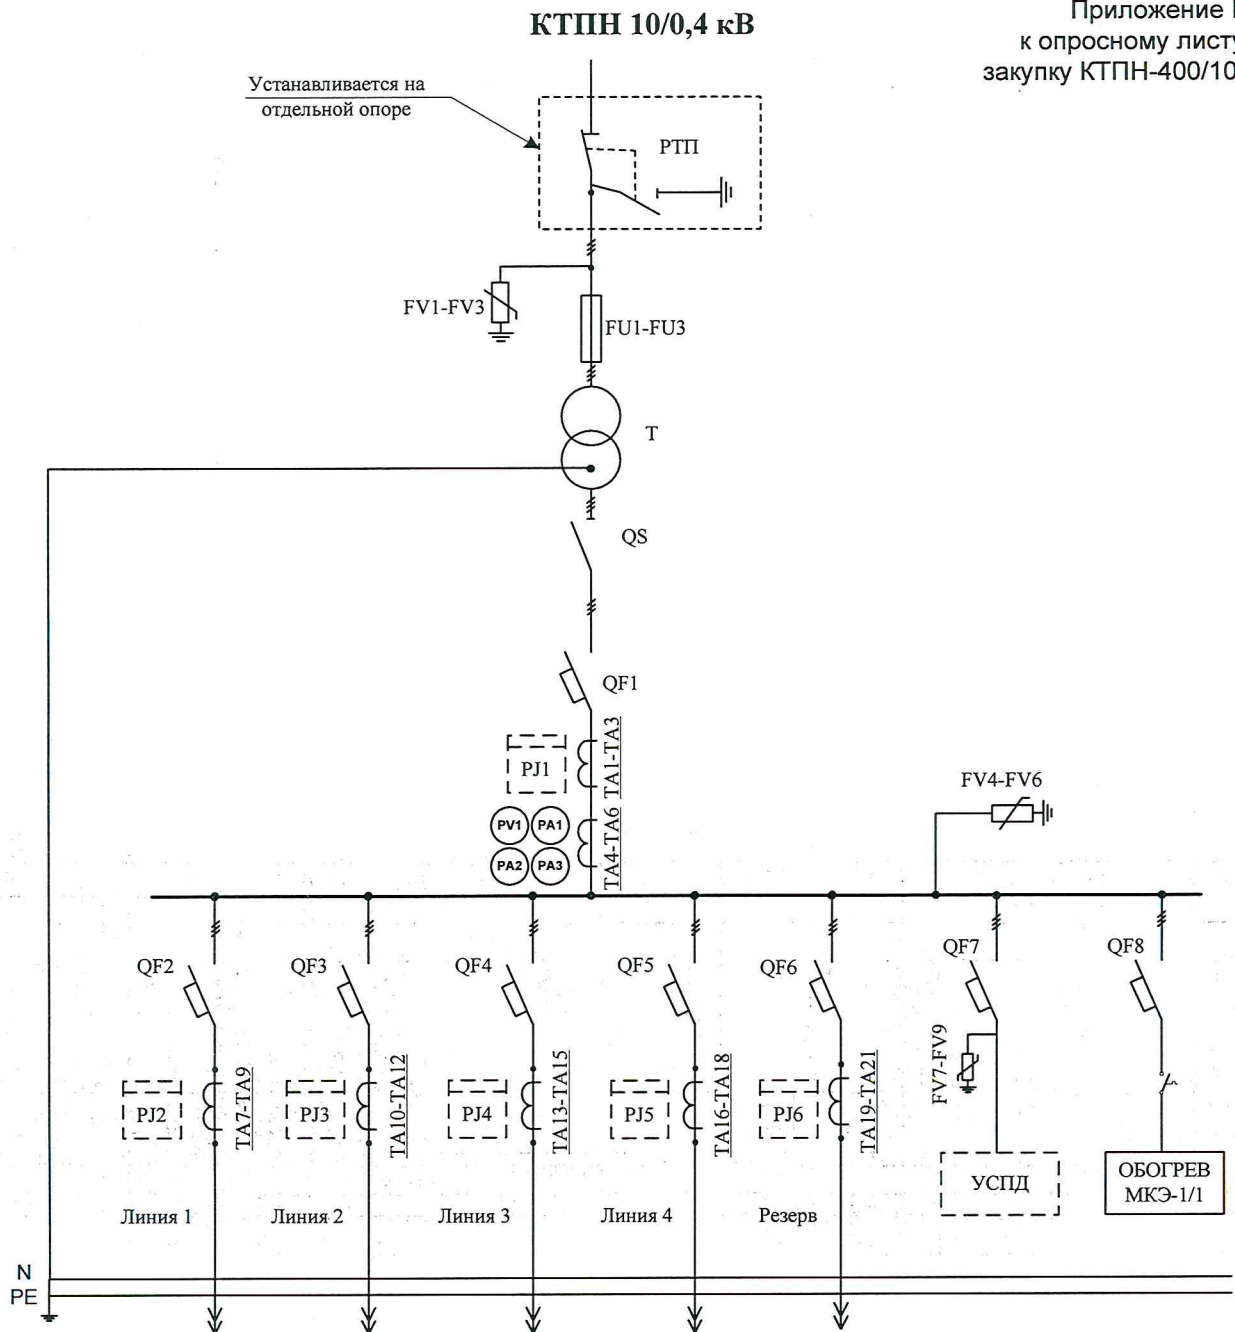 КТПН 10/0,4 кВ
Приложение
к опросному листу
закупку КТПН-400/10
Устанавливается на
отдельной опоре
РТП
FV1-FV3
FU1-FU3
T
QS
QF1
PJ1
TA1-TA3
PV1
PA1
PA2
PA3
TA4-TA6
FV4-FV6
QF2
QF3
QF4
QF5
QF6
QF7
QF8
PJ2
TA7-TA9
PJ3
TA10-TA12
PJ4
TA13-TA15
PJ5
TA16-TA18
PJ6
TA19-TA21
FV7-FV9
УСПД
ОБОГРЕВ
МКЭ-1/1
Линия 1
Линия 2
Линия 3
Линия 4
Резерв
N
PE